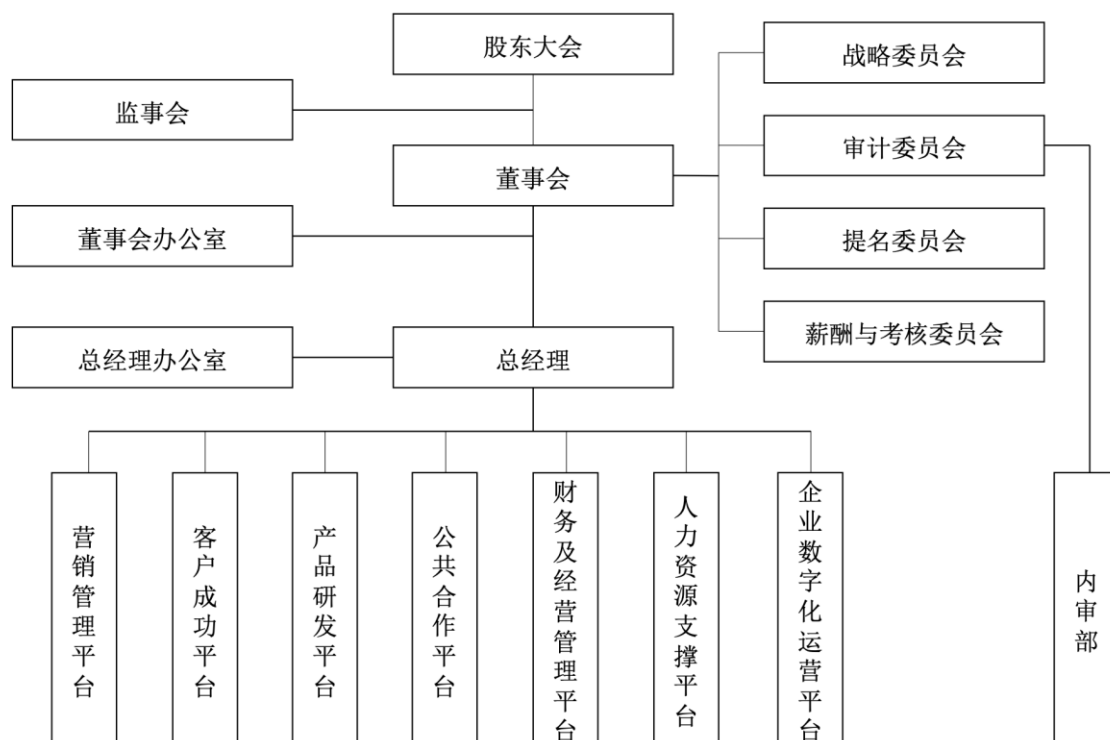 股东大会
战略委员会
监事会
审计委员会
董事会
董事会办公室
提名委员会
薪酬与考核委员会
总经理办公室
总经理
营销管理平台
客户成功平台
产品研发平台
公共合作平台
财务及经营管理平台
人力资源支撑平台
企业数字化运营平台
内审部